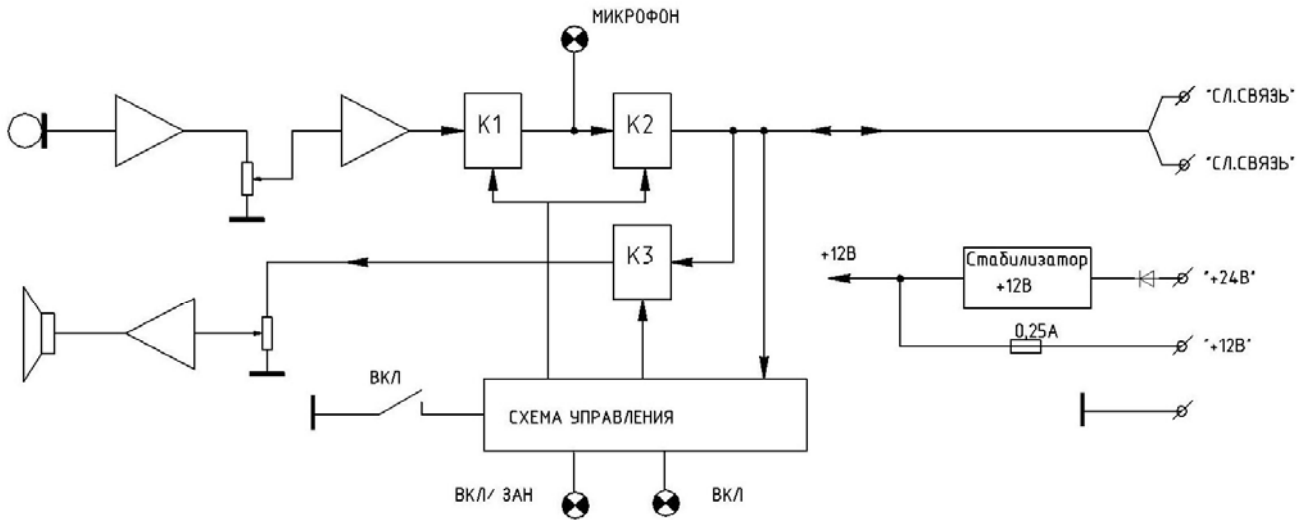 МИКРОФОН
К1
К2
"СЛ.СВЯЗЬ"
"СЛ.СВЯЗЬ"
К3
+12В
Стабилизатор
+12В
"+24В"
0,25А
"+12В"
ВКЛ
СХЕМА УПРАВЛЕНИЯ
ВКЛ/ ЗАН
ВКЛ